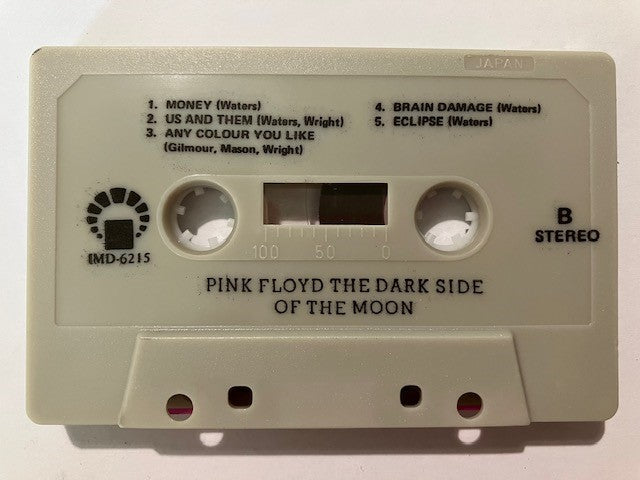 JAPAN
1. MONEY (Waters)
2. US AND THEM (Waters, Wright)
3. ANY COLOUR YOU LIKE
(Gilmour, Mason, Wright)
4. BRAIN DAMAGE (Waters)
5. ECLIPSE (Waters)
IMD-6215
100 50 0
B
STEREO
PINK FLOYD THE DARK SIDE
OF THE MOON